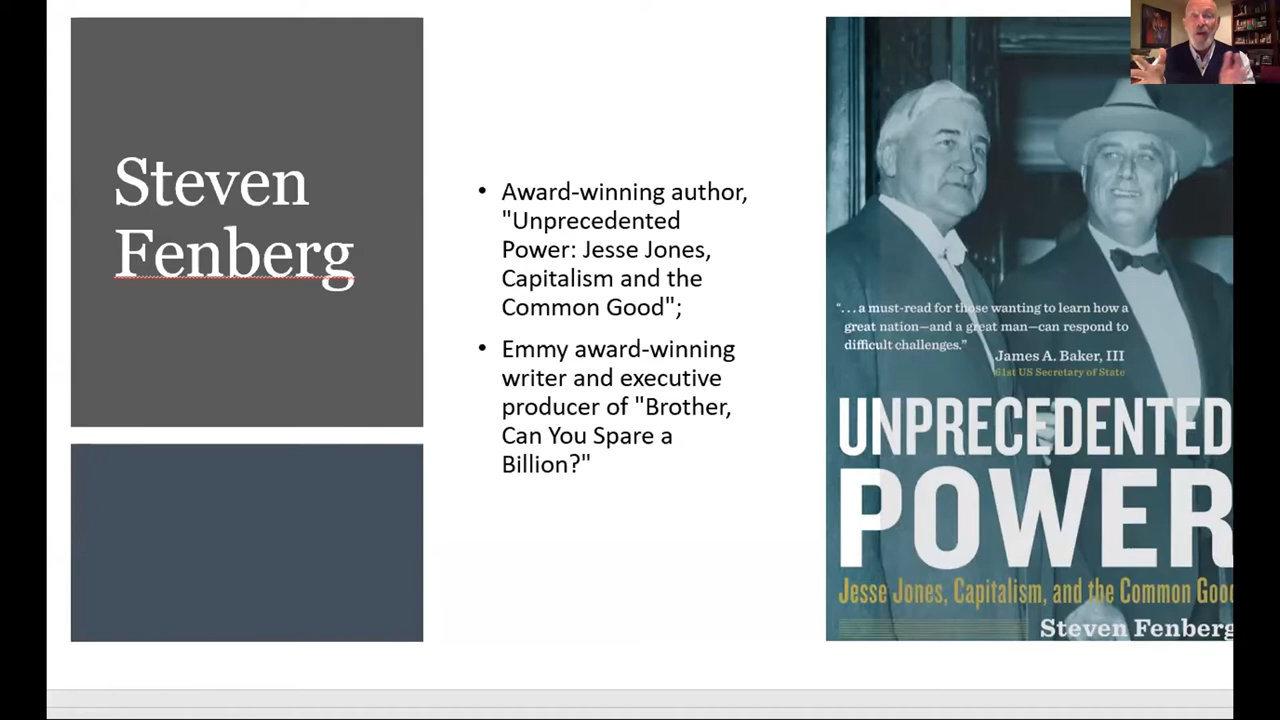 Steven
Fenberg
• Award-winning author,
"Unprecedented
Power: Jesse Jones,
Capitalism and the
Common Good";
• Emmy award-winning
writer and executive
producer of "Brother,
Can You Spare a
Billion?"
“. . . a must-read for those wanting to learn how a
great nation—and a great man—can respond to
difficult challenges.”
James A. Baker, III
61st US Secretary of State
UNPRECEDENTED
POWER
Jesse Jones, Capitalism, and the Common Good
Steven Fenberg